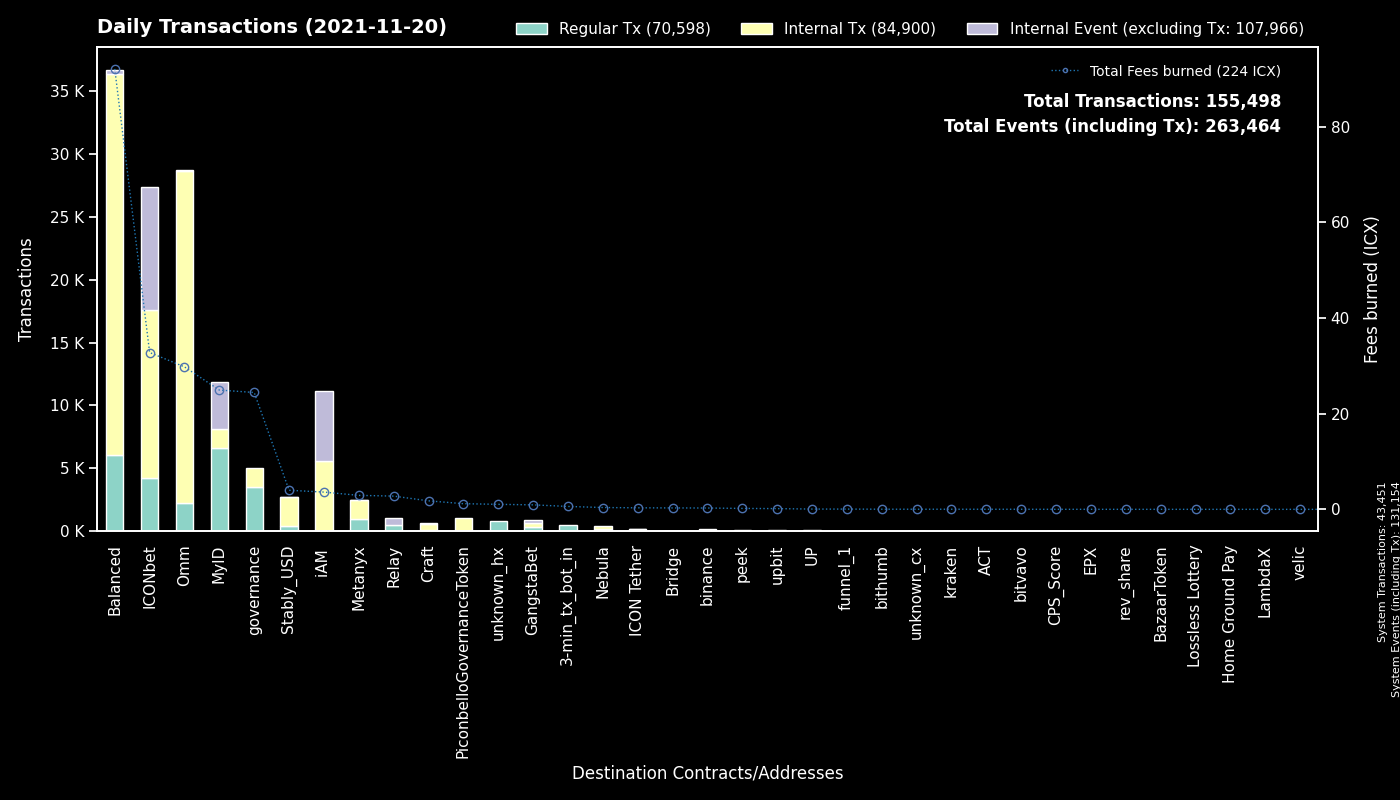 Daily Transactions (2021-11-20)
Regular Tx (70,598)
Internal Tx (84,900)
Internal Event (excluding Tx: 107,966)
Total Fees burned (224 ICX)
Total Transactions: 155,498
Total Events (including Tx): 263,464
Transactions
35 K
30 K
25 K
20 K
15 K
10 K
5 K
0 K
80
60
40
20
0
Fees burned (ICX)
System Transactions: 43,451
System Events (including Tx): 131,154
Balanced
ICONbet
Omm
MyID
governance
Stably_USD
iAM
Metanyx
Relay
Craft
PiconbelloGovernanceToken
unknown_hx
GangstaBet
3-min_tx_bot_in
Nebula
ICON Tether
Bridge
binance
peek
upbit
UP
funnel_1
bithumb
unknown_cx
kraken
ACT
bitvavo
CPS_Score
EPX
rev_share
BazaarToken
Lossless Lottery
Home Ground Pay
LambdaX
velic
Destination Contracts/Addresses